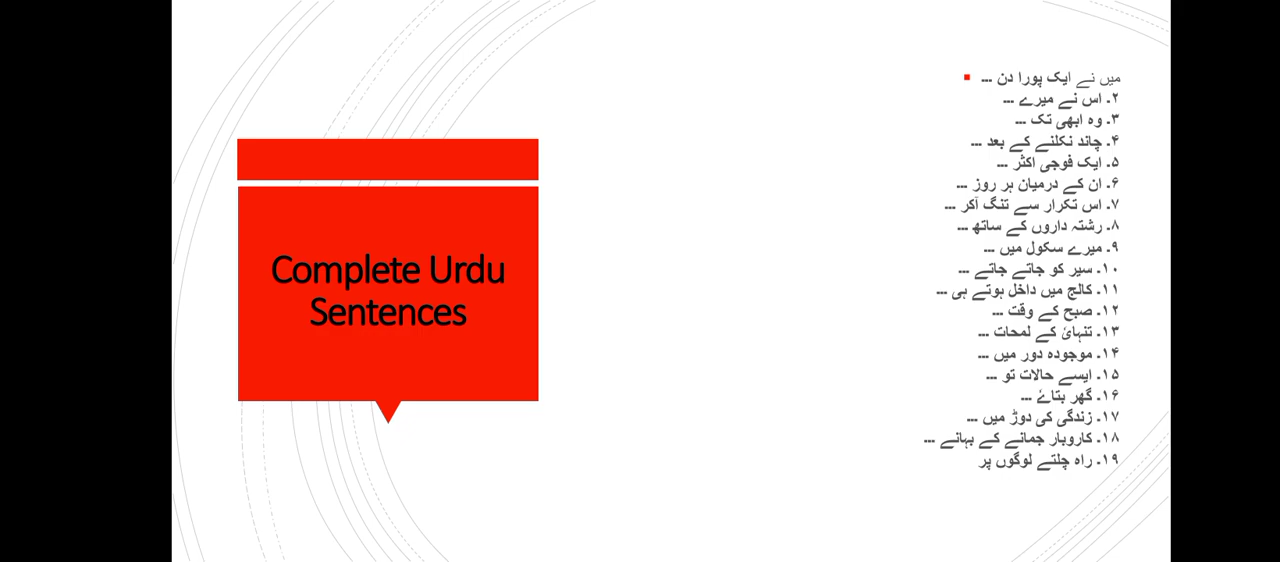 Complete Urdu
Sentences
میں نے ایک پورا دن ---
۲۔ اس نے میرے ---
۳۔ وہ ابھی تک ---
۴۔ چاند نکلنے کے بعد ---
۵۔ ایک فوجی اکثر ---
۶۔ ان کے درمیان ہر روز ---
۷۔ اس تکرار سے تنگ آکر ---
۸۔ رشتہ داروں کے ساتھ ---
۹۔ میرے سکول میں ---
۱۰۔ سیر کو جاتے جاتے ---
۱۱۔ کالج میں داخل ہوتے ہی ---
۱۲۔ صبح کے وقت ---
۱۳۔ تنہائ کے لمحات ---
۱۴۔ موجودہ دور میں ---
۱۵۔ ایسے حالات تو ---
۱۶۔ گھر بتاۓ ---
۱۷۔ زندگی کی دوڑ میں ---
۱۸۔ کاروبار جمانے کے بہانے ---
۱۹۔ راہ چلتے لوگوں پر